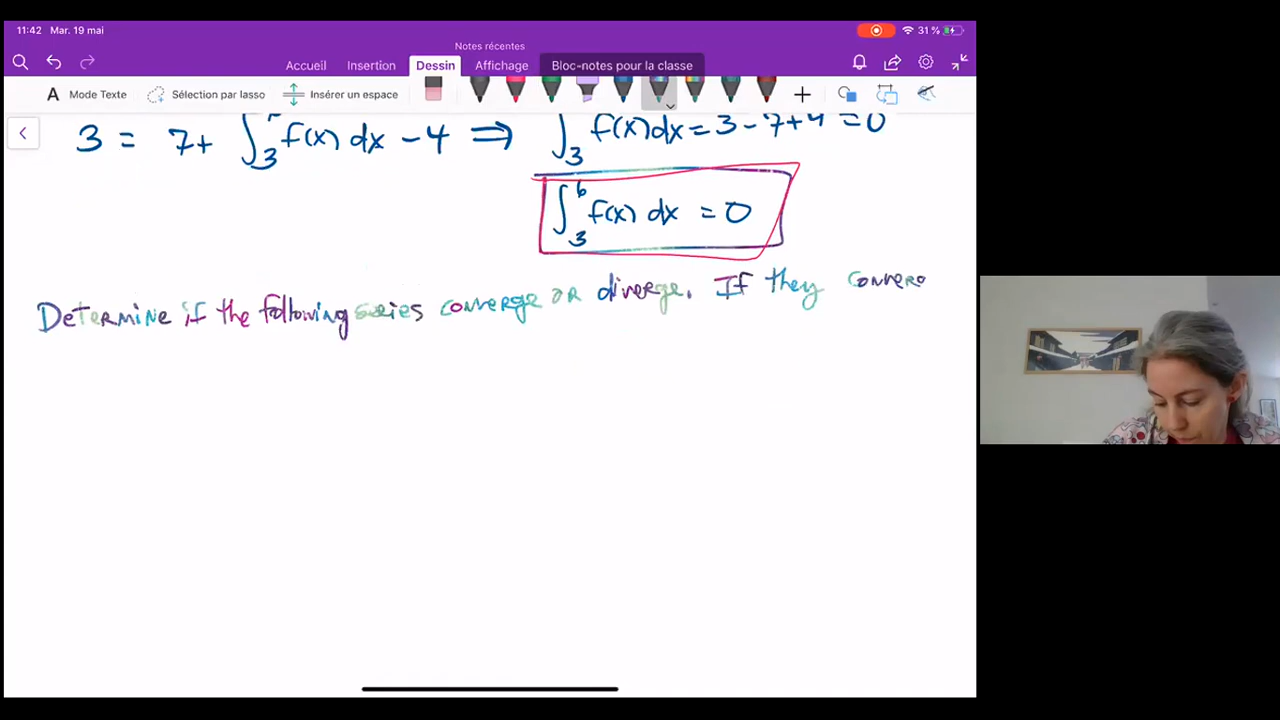 11:42 Mar. 19 mai
31 %
Notes récentes
Accueil Insertion Dessin Affichage Bloc-notes pour la classe
A Mode Texte Sélection par lasso Insérer un espace
3 = 7+ ∫₃ f(x) dx - 4 ⇒ ∫₃ f(x)dx = 3 - 7 + 4 = 0
∫₃⁶ f(x) dx = 0
Determine if the following series converge or diverge. If they converg